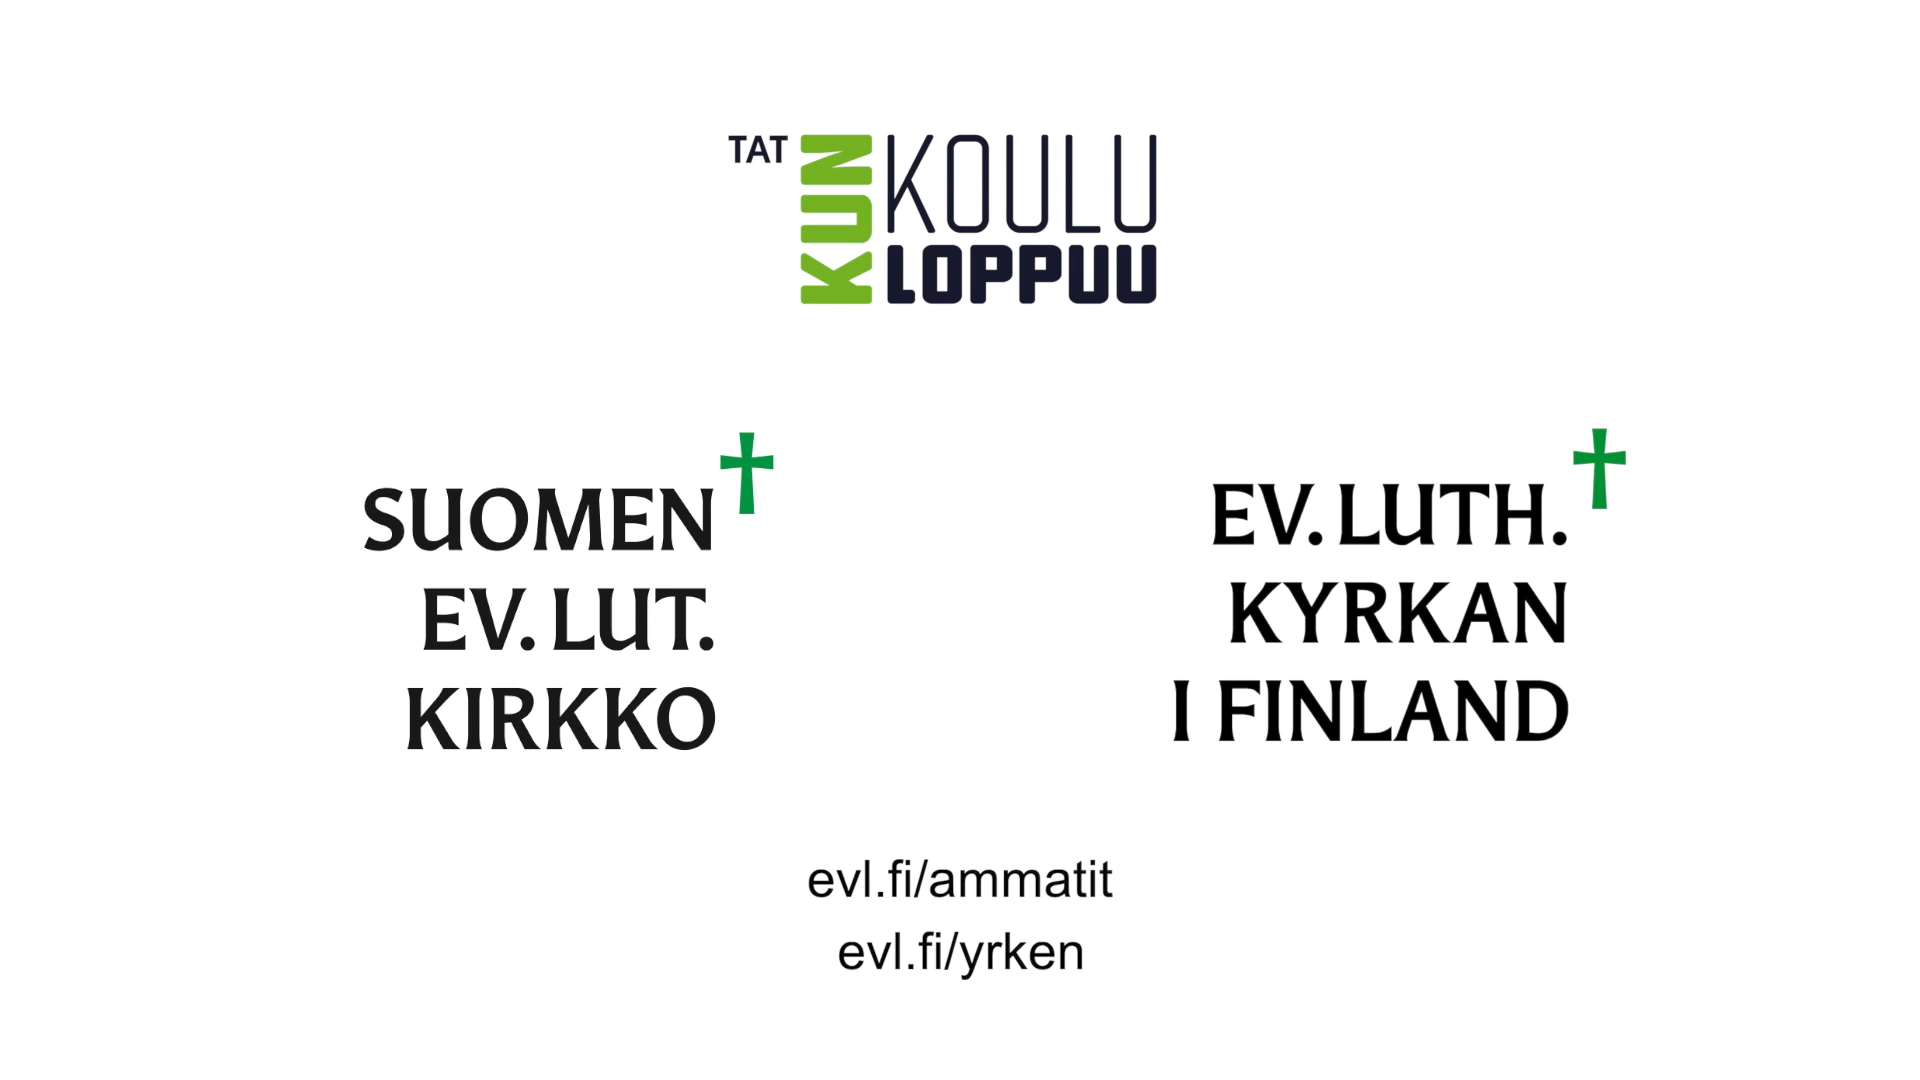 TAT
KUN
KOULU
LOPPUU
SUOMEN
EV. LUT.
KIRKKO
EV. LUTH.
KYRKAN
I FINLAND
evl.fi/ammatit
evl.fi/yrken